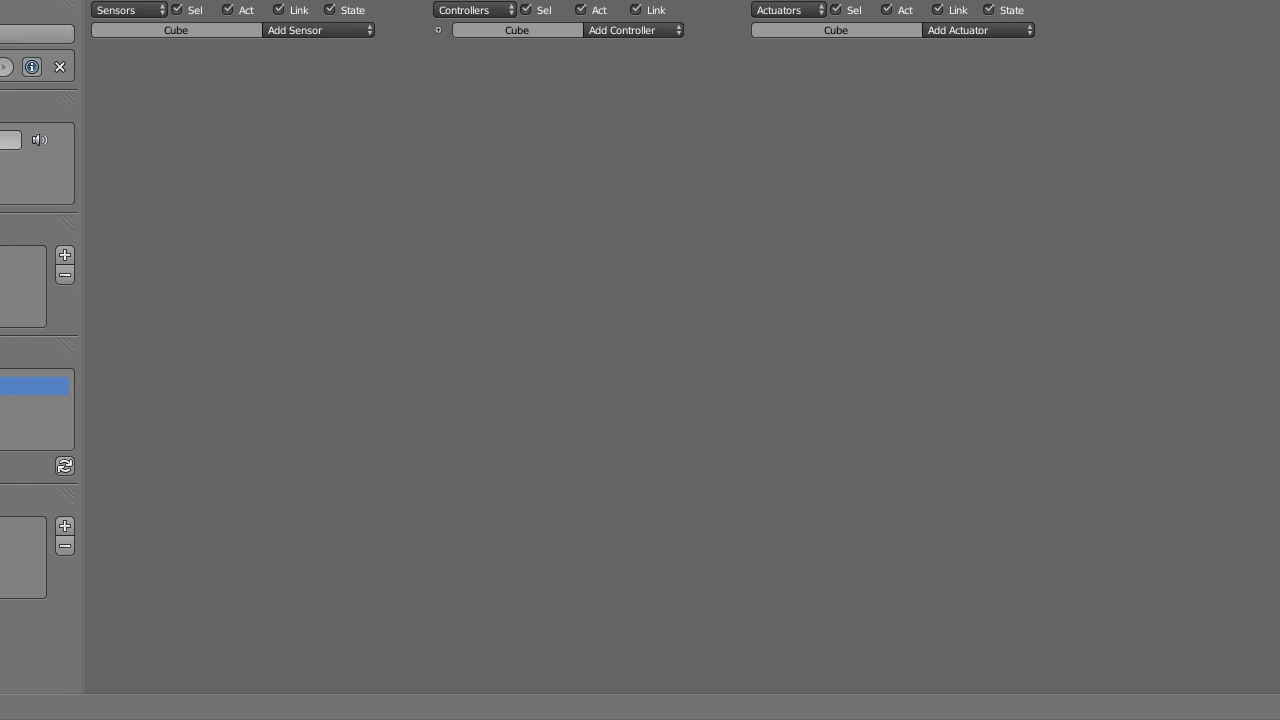 Sensors Sel Act Link State Controllers Sel Act Link Actuators Sel Act Link State
Cube Add Sensor Cube Add Controller Cube Add Actuator